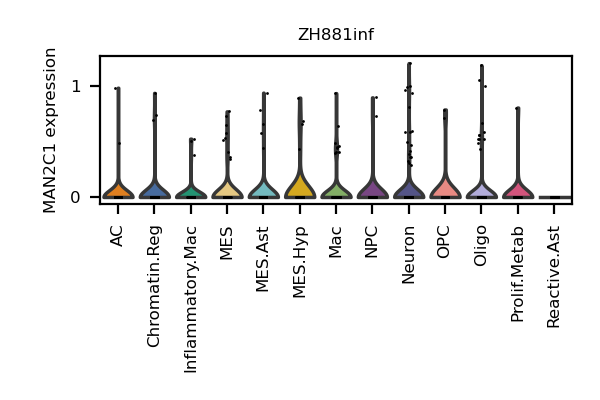 ZH881inf
MAN2C1 expression
1
0
AC
Chromatin.Reg
Inflammatory.Mac
MES
MES.Ast
MES.Hyp
Mac
NPC
Neuron
OPC
Oligo
Prolif.Metab
Reactive.Ast